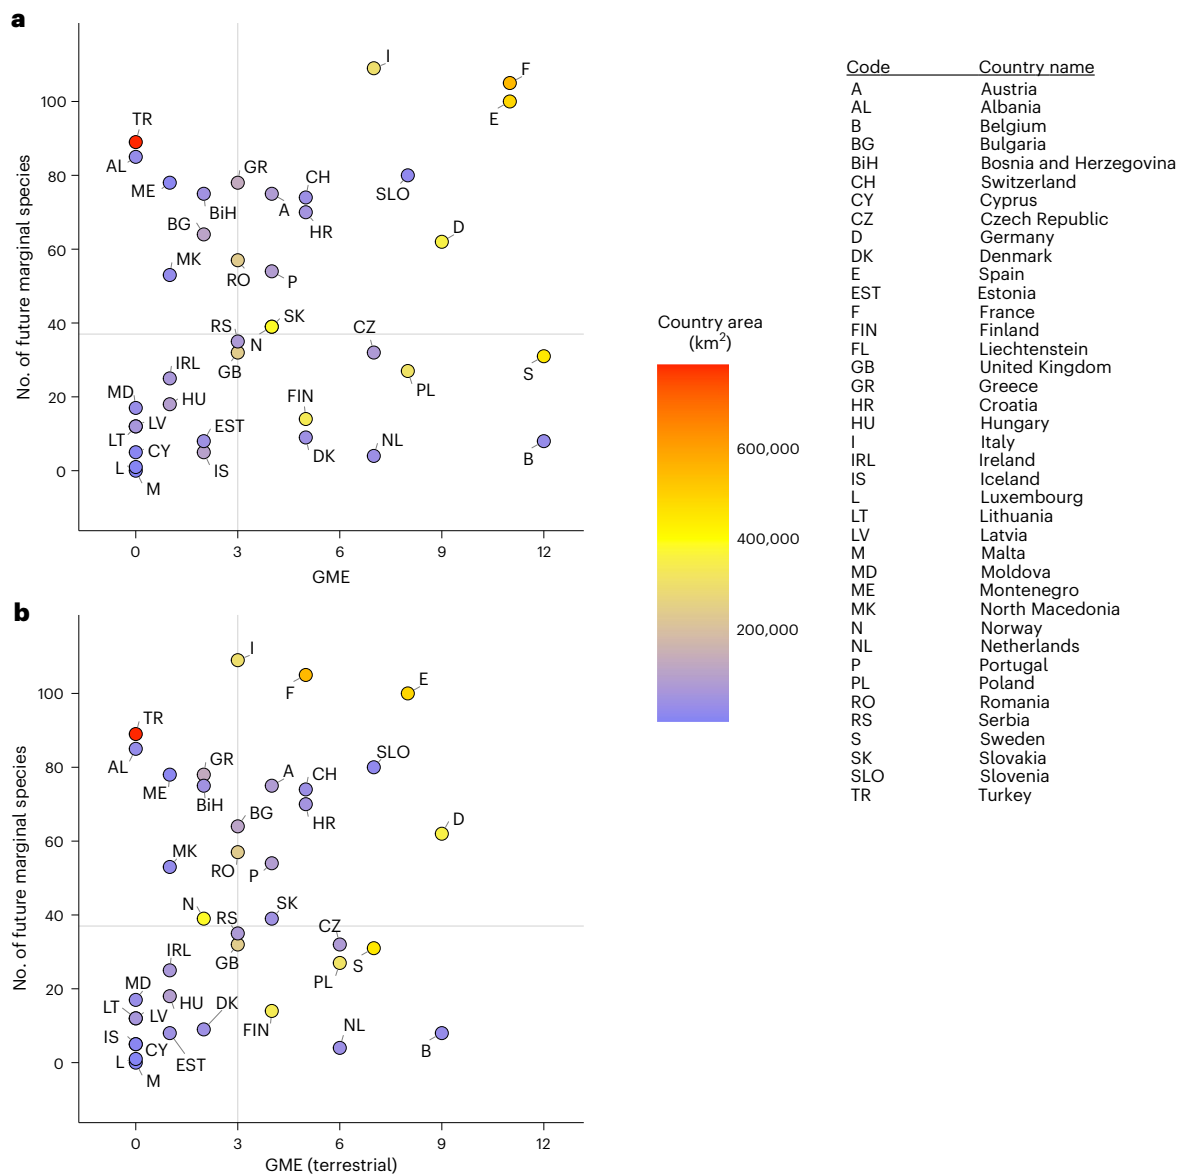 a
No. of future marginal species
100
80
60
40
20
0
I
F
E
TR
AL
ME
BiH
GR
A
CH
HR
SLO
BG
D
MK
RO
P
RS
N
SK
GB
CZ
S
IRL
HU
PL
MD
LV
LT
FIN
EST
DK
NL
B
CY
IS
L
M
0 3 6 9 12
GME
b
No. of future marginal species
100
80
60
40
20
0
I
F
E
TR
AL
ME
GR
BiH
A
CH
HR
SLO
BG
D
MK
RO
P
N
RS
SK
GB
CZ
PL
S
IRL
MD
HU
DK
LT
LV
FIN
NL
B
IS
CY
EST
L
M
0 3 6 9 12
GME (terrestrial)
Country area
(km²)
600,000
400,000
200,000
Code Country name
A Austria
AL Albania
B Belgium
BG Bulgaria
BiH Bosnia and Herzegovina
CH Switzerland
CY Cyprus
CZ Czech Republic
D Germany
DK Denmark
E Spain
EST Estonia
F France
FIN Finland
FL Liechtenstein
GB United Kingdom
GR Greece
HR Croatia
HU Hungary
I Italy
IRL Ireland
IS Iceland
L Luxembourg
LT Lithuania
LV Latvia
M Malta
MD Moldova
ME Montenegro
MK North Macedonia
N Norway
NL Netherlands
P Portugal
PL Poland
RO Romania
RS Serbia
S Sweden
SK Slovakia
SLO Slovenia
TR Turkey